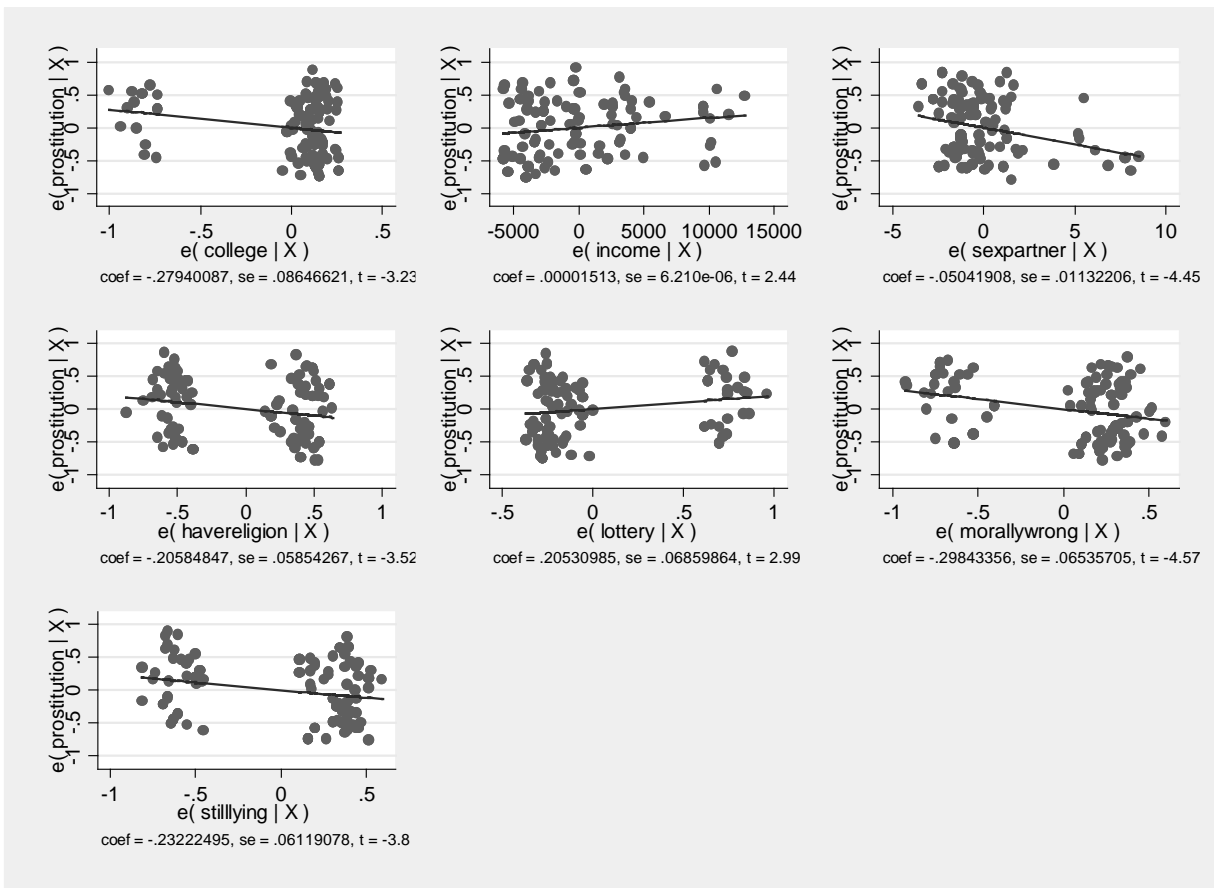 e( prostitution | X )
-1 -.5 0 .5 1
-1 -.5 0 .5
e( college | X )
coef = -.27940087, se = .08646621, t = -3.23
e( prostitution | X )
-1 -.5 0 .5 1
-5000 0 5000 10000 15000
e( income | X )
coef = .00001513, se = 6.210e-06, t = 2.44
e( prostitution | X )
-1 -.5 0 .5 1
-5 0 5 10
e( sexpartner | X )
coef = -.05041908, se = .01132206, t = -4.45
e( prostitution | X )
-1 -.5 0 .5 1
-1 -.5 0 .5 1
e( havereligion | X )
coef = -.20584847, se = .05854267, t = -3.52
e( prostitution | X )
-1 -.5 0 .5 1
-.5 0 .5 1
e( lottery | X )
coef = .20530985, se = .06859864, t = 2.99
e( prostitution | X )
-1 -.5 0 .5 1
-1 -.5 0 .5
e( morallywrong | X )
coef = -.29843356, se = .06535705, t = -4.57
e( prostitution | X )
-1 -.5 0 .5 1
-1 -.5 0 .5
e( stilllying | X )
coef = -.23222495, se = .06119078, t = -3.8